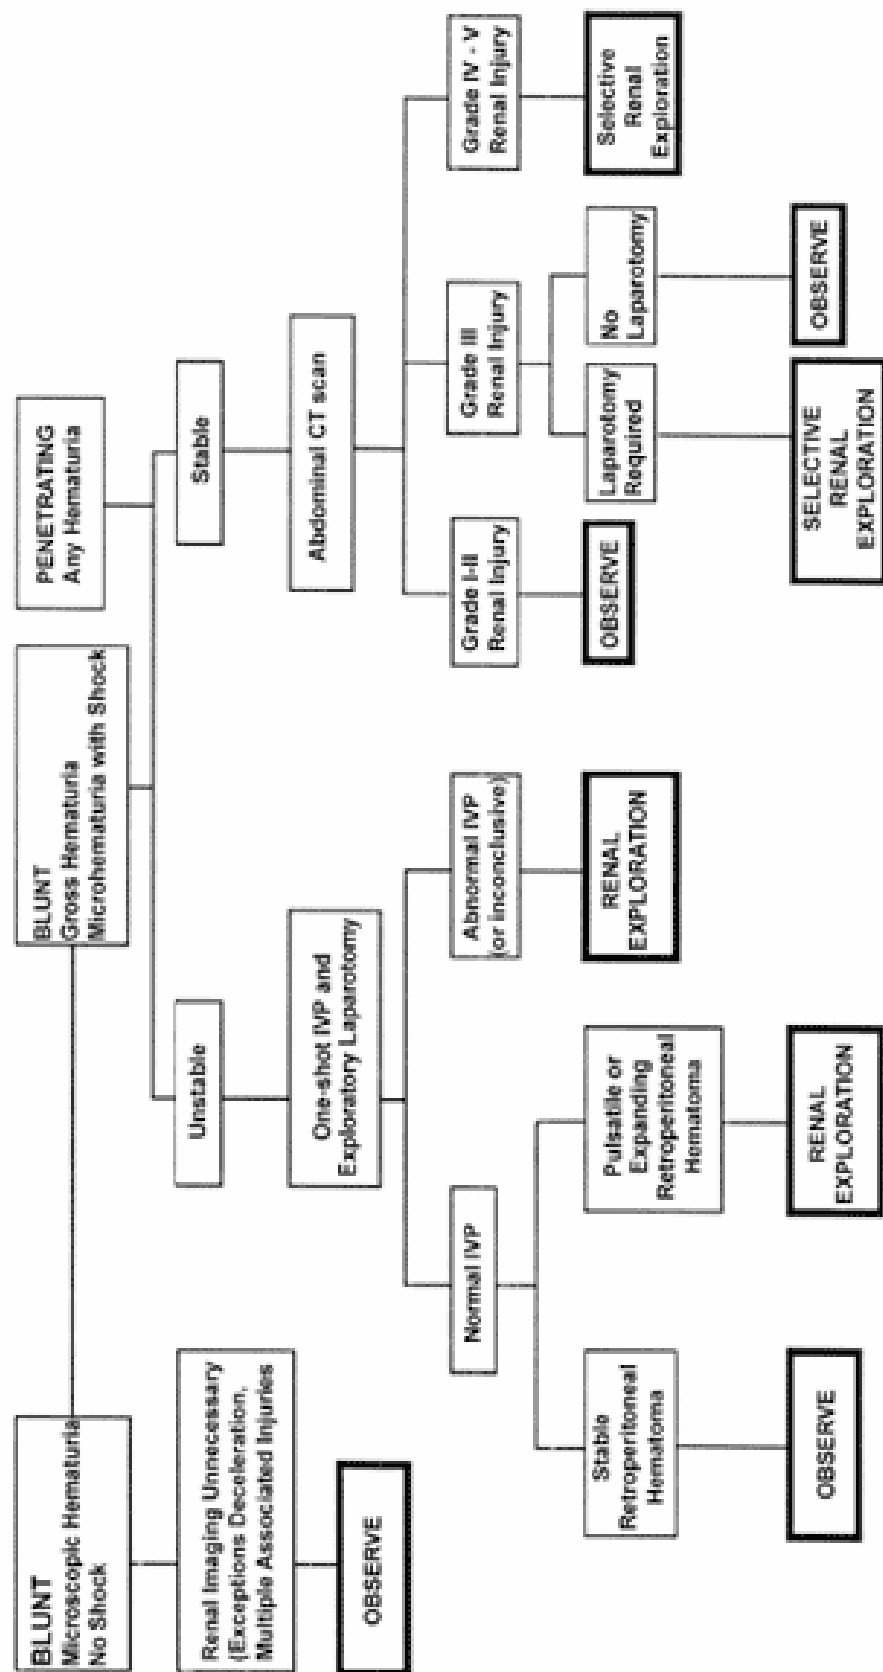 BLUNT
Microscopic Hematuria
No Shock
BLUNT
Gross Hematuria
Microhematuria with Shock
PENETRATING
Any Hematuria
Renal Imaging Unnecessary
(Exceptions Deceleration,
Multiple Associated Injuries
OBSERVE
Unstable
Stable
One-shot IVP and
Exploratory Laparotomy
Abdominal CT scan
Normal IVP
Abnormal IVP
(or inconclusive)
Grade I-II
Renal Injury
Grade III
Renal Injury
Grade IV - V
Renal Injury
Stable
Retroperitoneal
Hematoma
Pulsatile or
Expanding
Retroperitoneal
Hematoma
RENAL
EXPLORATION
OBSERVE
Laparotomy
Required
No
Laparotomy
Selective
Renal
Exploration
OBSERVE
RENAL
EXPLORATION
SELECTIVE
RENAL
EXPLORATION
OBSERVE